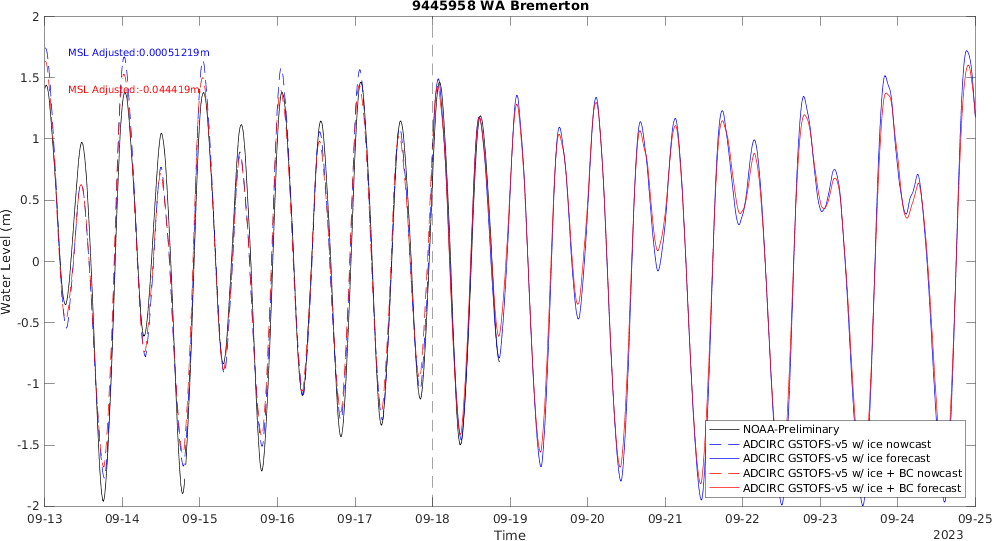 9445958 WA Bremerton
MSL Adjusted:0.00051219m
MSL Adjusted:-0.044419m
2
1.5
1
0.5
0
-0.5
-1
-1.5
-2
Water Level (m)
NOAA-Preliminary
ADCIRC GSTOFS-v5 w/ ice nowcast
ADCIRC GSTOFS-v5 w/ ice forecast
ADCIRC GSTOFS-v5 w/ ice + BC nowcast
ADCIRC GSTOFS-v5 w/ ice + BC forecast
09-13 09-14 09-15 09-16 09-17 09-18 09-19 09-20 09-21 09-22 09-23 09-24 09-25
Time
2023